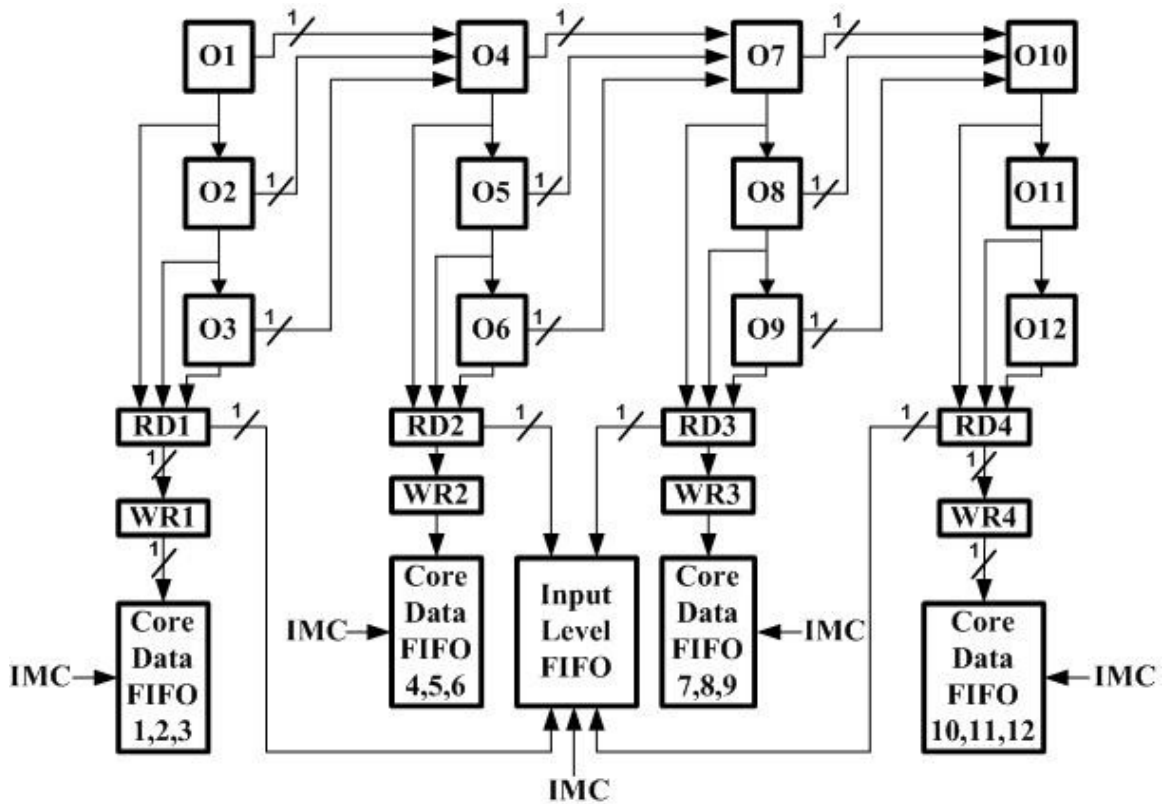 1 1 1
O1 O4 O7 O10
O2 1 O5 1 O8 1 O11
O3 1 O6 1 O9 1 O12
RD1 1 RD2 1 1 RD3 1 RD4
1 WR2 WR3 1
WR1 WR4
1 1
Core
Data
FIFO
1,2,3
Core
Data
FIFO
4,5,6
Input
Level
FIFO
Core
Data
FIFO
7,8,9
Core
Data
FIFO
10,11,12
IMC
IMC
IMC
IMC
IMC